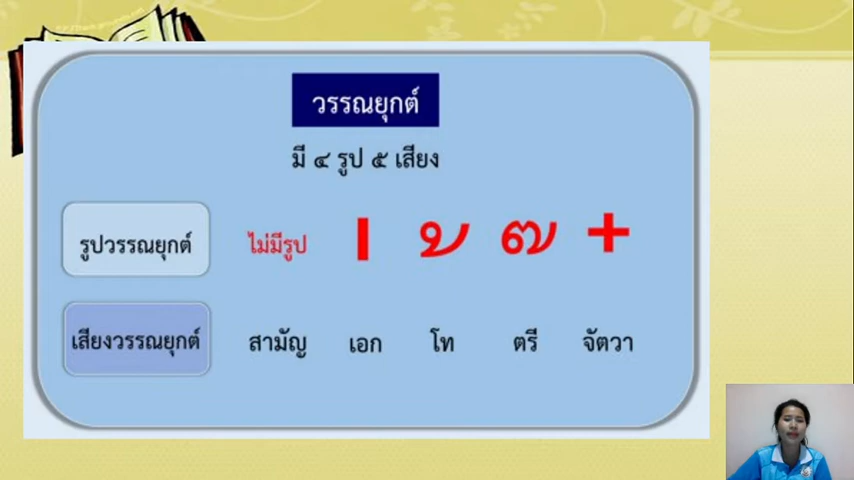 วรรณยุกต์
มี ๔ รูป ๕ เสียง
รูปวรรณยุกต์ ไม่มีรูป ่ ้ ๊ ๋
เสียงวรรณยุกต์ สามัญ เอก โท ตรี จัตวา